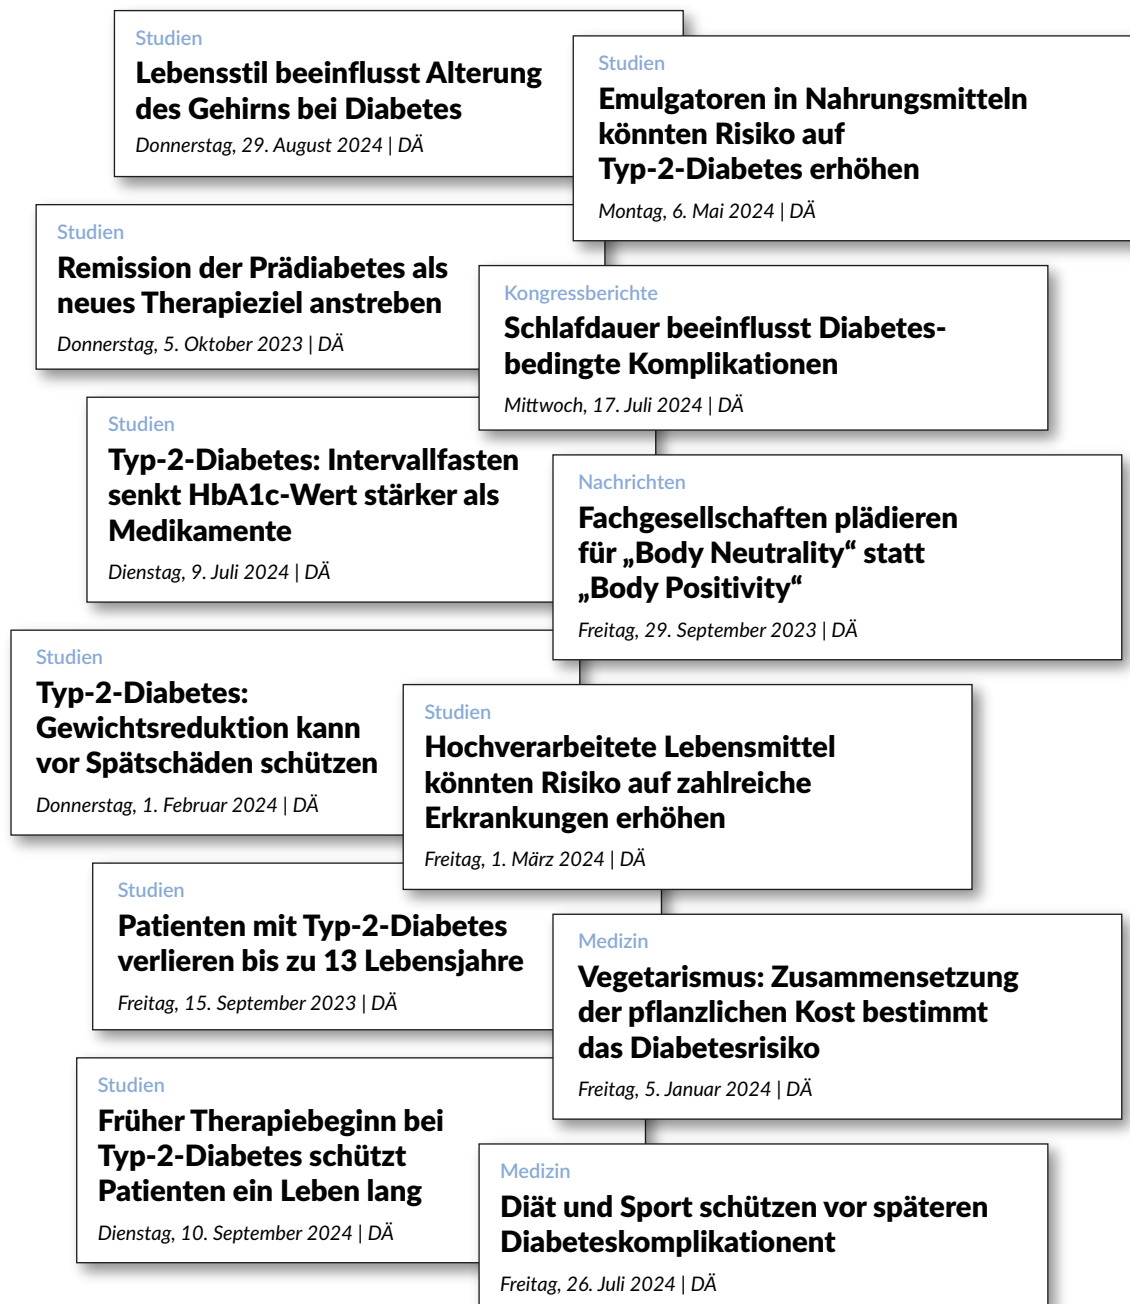 Studien
Lebensstil beeinflusst Alterung
des Gehirns bei Diabetes
Donnerstag, 29. August 2024 | DÄ
Studien
Emulgatoren in Nahrungsmitteln
könnten Risiko auf
Typ-2-Diabetes erhöhen
Montag, 6. Mai 2024 | DÄ
Studien
Remission der Prädiabetes als
neues Therapieziel anstreben
Donnerstag, 5. Oktober 2023 | DÄ
Kongressberichte
Schlafdauer beeinflusst Diabetes-
bedingte Komplikationen
Mittwoch, 17. Juli 2024 | DÄ
Studien
Typ-2-Diabetes: Intervallfasten
senkt HbA1c-Wert stärker als
Medikamente
Dienstag, 9. Juli 2024 | DÄ
Nachrichten
Fachgesellschaften plädieren
für „Body Neutrality“ statt
„Body Positivity“
Freitag, 29. September 2023 | DÄ
Studien
Typ-2-Diabetes:
Gewichtsreduktion kann
vor Spätschäden schützen
Donnerstag, 1. Februar 2024 | DÄ
Studien
Hochverarbeitete Lebensmittel
könnten Risiko auf zahlreiche
Erkrankungen erhöhen
Freitag, 1. März 2024 | DÄ
Studien
Patienten mit Typ-2-Diabetes
verlieren bis zu 13 Lebensjahre
Freitag, 15. September 2023 | DÄ
Medizin
Vegetarismus: Zusammensetzung
der pflanzlichen Kost bestimmt
das Diabetesrisiko
Freitag, 5. Januar 2024 | DÄ
Studien
Früher Therapiebeginn bei
Typ-2-Diabetes schützt
Patienten ein Leben lang
Dienstag, 10. September 2024 | DÄ
Medizin
Diät und Sport schützen vor späteren
Diabeteskomplikationent
Freitag, 26. Juli 2024 | DÄ